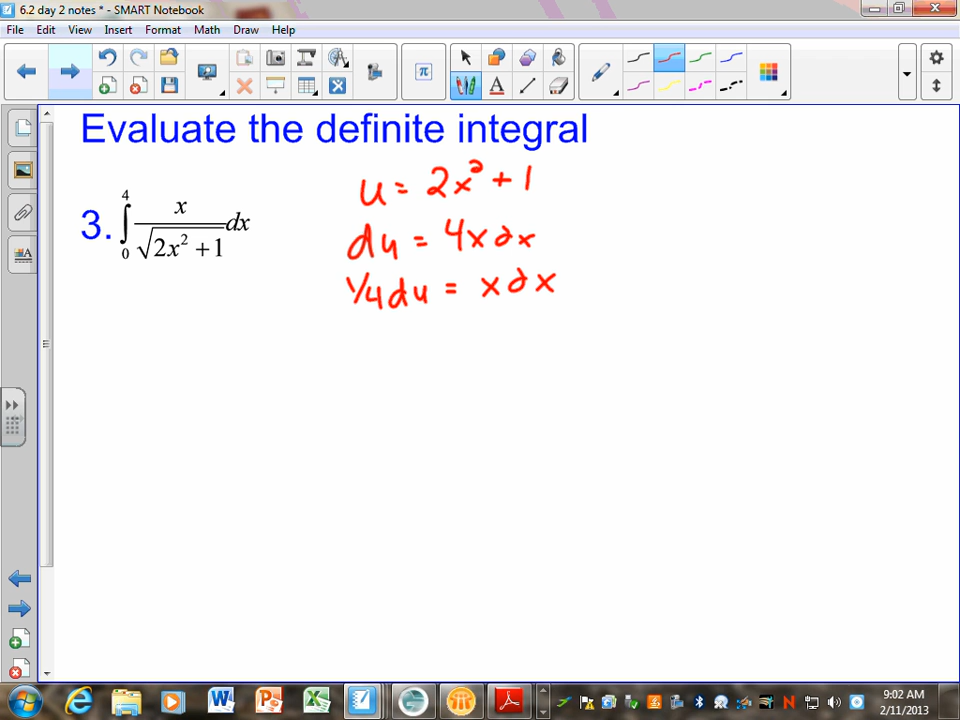 6.2 day 2 notes * - SMART Notebook
File Edit View Insert Format Math Draw Help
Evaluate the definite integral
3. ∫₀⁴ x/√(2x² + 1) dx
u = 2x² + 1
du = 4x dx
1/4 du = x dx
9:02 AM
2/11/2013